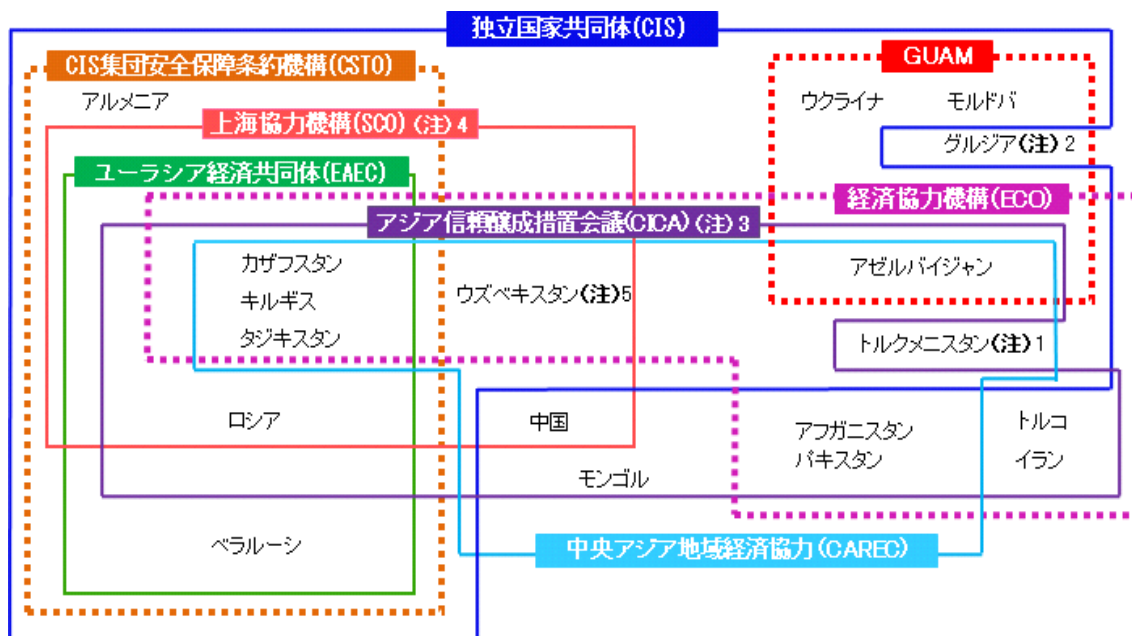 独立国家共同体(CIS)
CIS集団安全保障条約機構(CSTO)
GUAM
アルメニア
ウクライナ
モルドバ
上海協力機構(SCO)(注)4
グルジア(注)2
ユーラシア経済共同体(EAEC)
経済協力機構(ECO)
アジア信頼醸成措置会議(CICA)(注)3
カザフスタン
アゼルバイジャン
キルギス
ウズベキスタン(注)5
タジキスタン
トルクメニスタン(注)1
ロシア
中国
アフガニスタン
トルコ
パキスタン
イラン
モンゴル
ベラルーシ
中央アジア地域経済協力(CAREC)